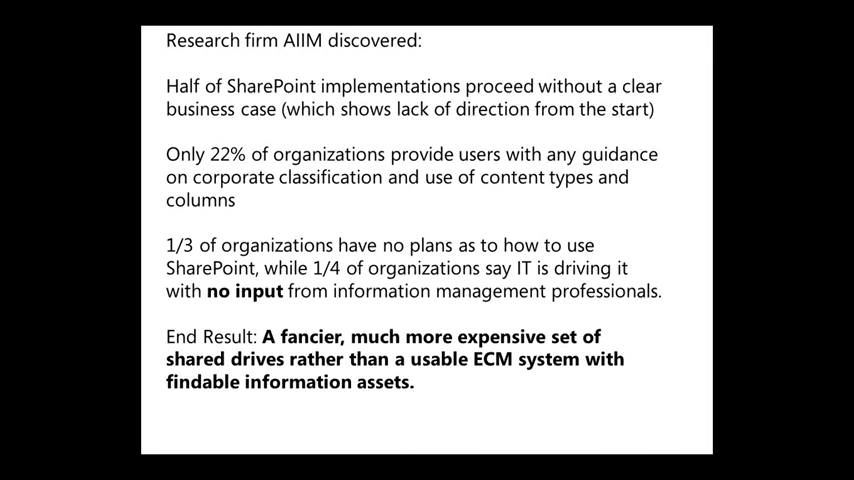 Research firm AIIM discovered:
Half of SharePoint implementations proceed without a clear
business case (which shows lack of direction from the start)
Only 22% of organizations provide users with any guidance
on corporate classification and use of content types and
columns
1/3 of organizations have no plans as to how to use
SharePoint, while 1/4 of organizations say IT is driving it
with no input from information management professionals.
End Result: A fancier, much more expensive set of
shared drives rather than a usable ECM system with
findable information assets.